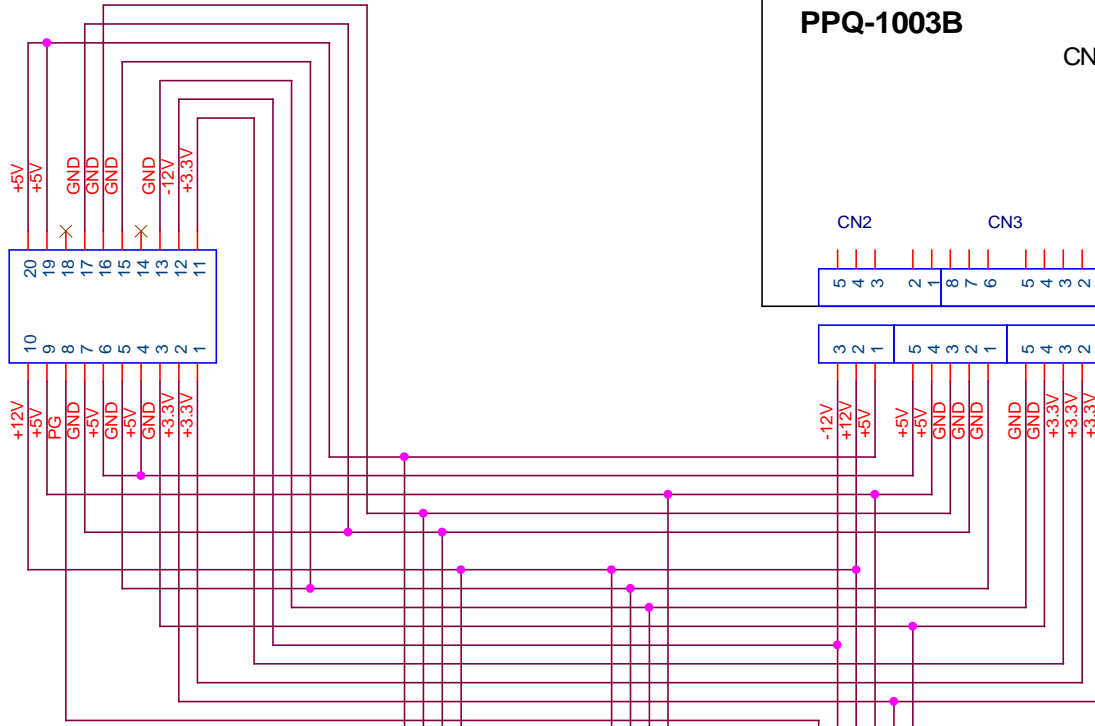 PPQ-1003B
CN
+5V
+5V
GND
GND
GND
GND
-12V
+3.3V
CN2
CN3
20 19 18 17 16 15 14 13 12 11
5 4 3 2 1 8 7 6 5 4 3 2
10 9 8 7 6 5 4 3 2 1
3 2 1 5 4 3 2 1 5 4 3 2
+12V
+5V
PG
GND
+5V
GND
+5V
GND
+3.3V
+3.3V
-12V
+12V
+5V
+5V
+5V
GND
GND
GND
GND
GND
+3.3V
+3.3V
+3.3V